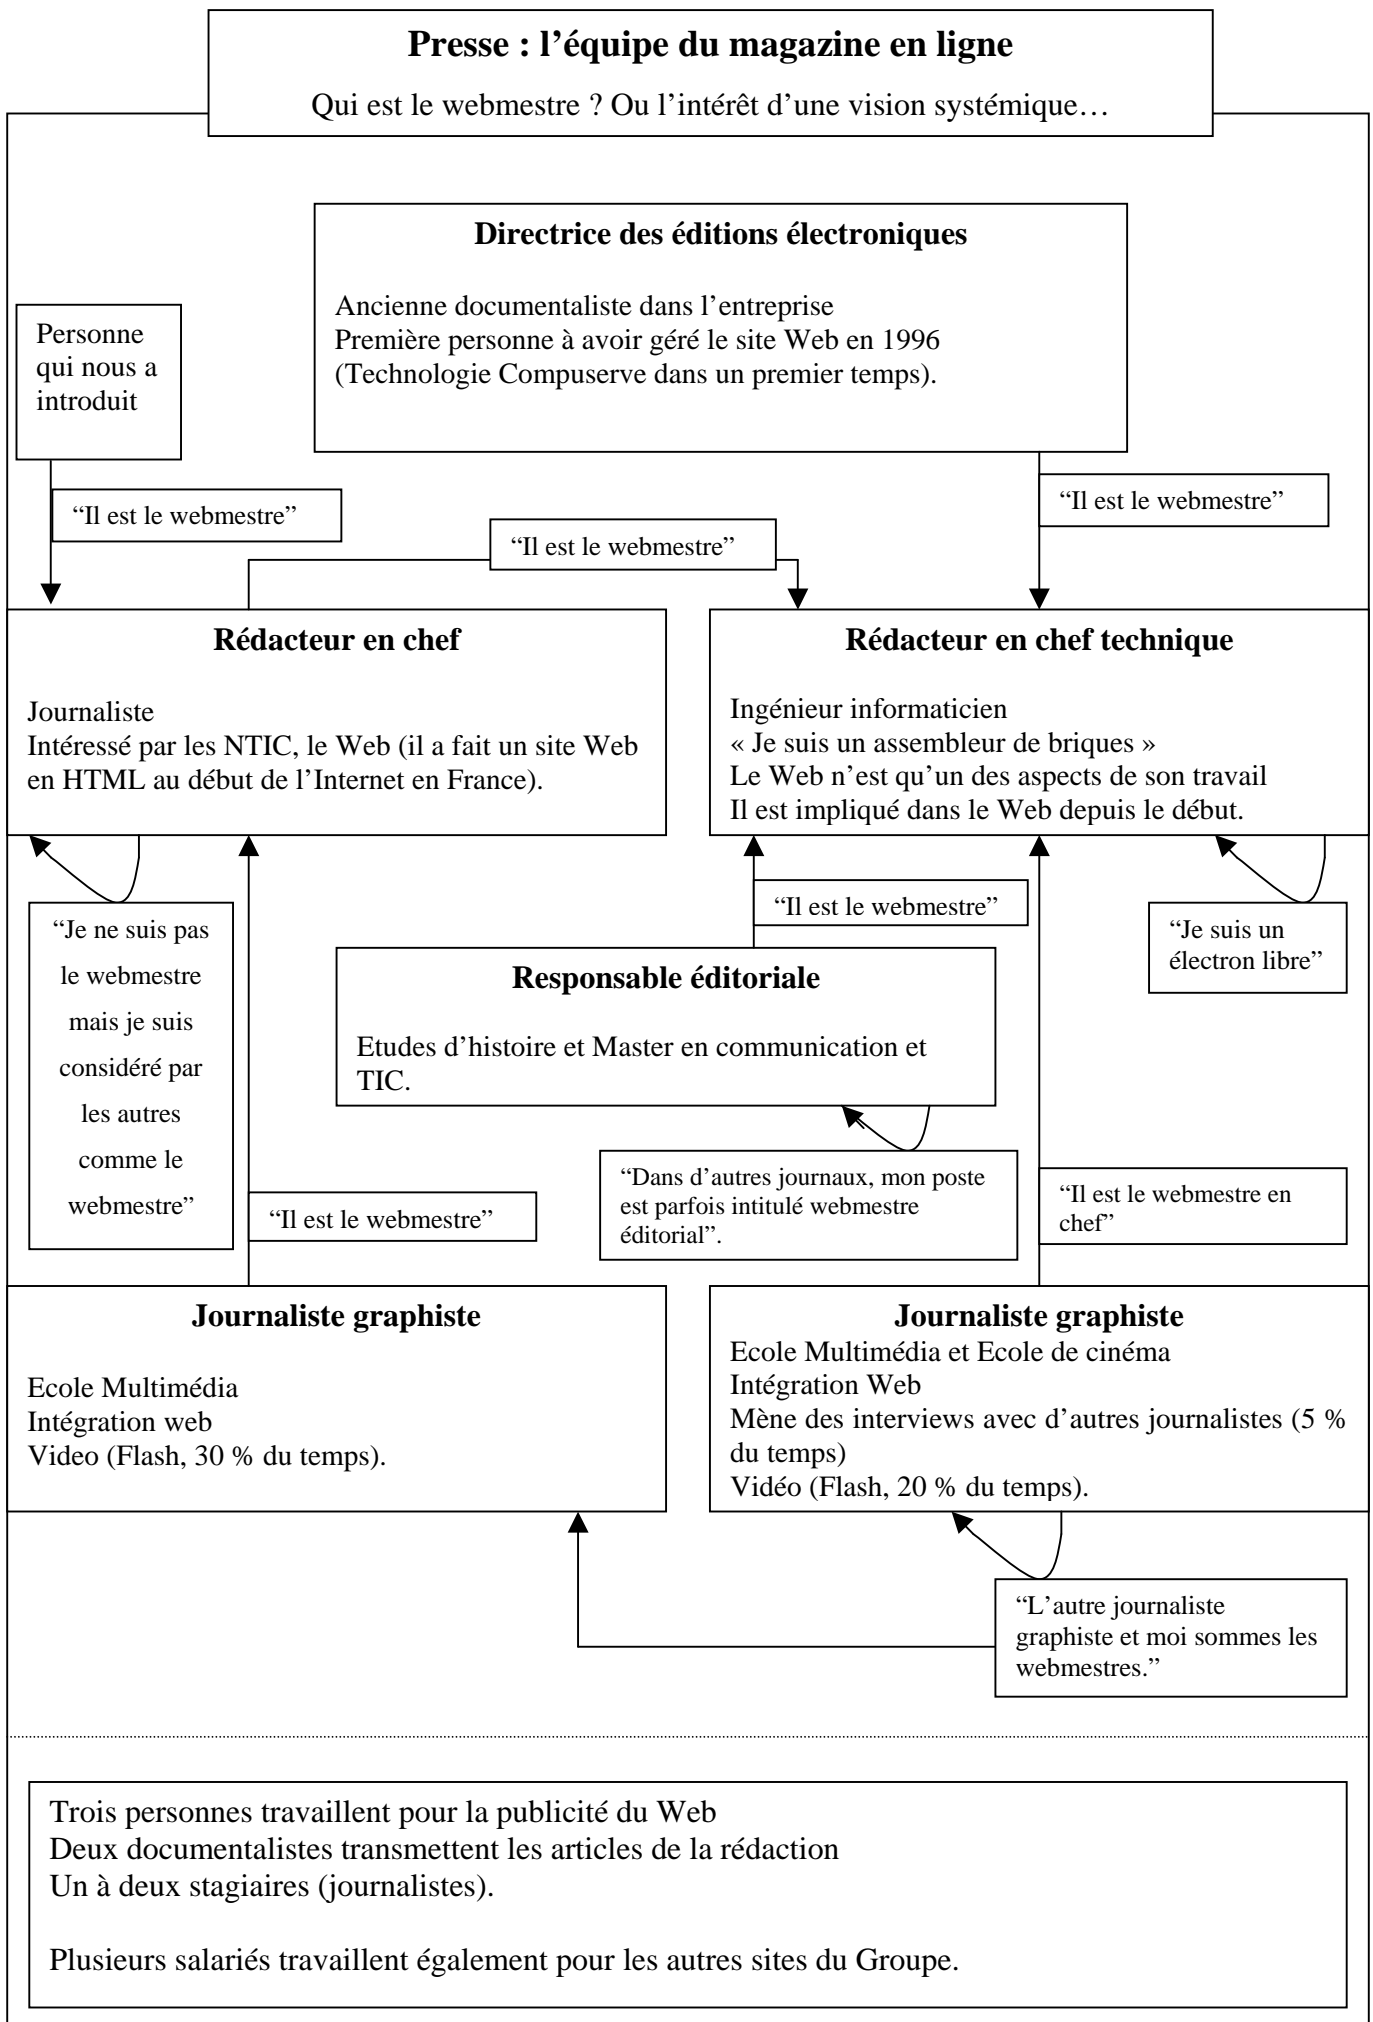 Presse : l’équipe du magazine en ligne
Qui est le webmestre ? Ou l’intérêt d’une vision systémique…
Directrice des éditions électroniques
Ancienne documentaliste dans l’entreprise
Première personne à avoir géré le site Web en 1996
(Technologie Compuserve dans un premier temps).
Personne
qui nous a
introduit
“Il est le webmestre”
“Il est le webmestre”
“Il est le webmestre”
Rédacteur en chef
Journaliste
Intéressé par les NTIC, le Web (il a fait un site Web
en HTML au début de l’Internet en France).
Rédacteur en chef technique
Ingénieur informaticien
« Je suis un assembleur de briques »
Le Web n’est qu’un des aspects de son travail
Il est impliqué dans le Web depuis le début.
“Je ne suis pas
le webmestre
mais je suis
considéré par
les autres
comme le
webmestre”
“Il est le webmestre”
“Je suis un
électron libre”
Responsable éditoriale
Etudes d’histoire et Master en communication et
TIC.
“Dans d’autres journaux, mon poste
est parfois intitulé webmestre
éditorial”.
“Il est le webmestre”
“Il est le webmestre en
chef”
Journaliste graphiste
Ecole Multimédia
Intégration web
Video (Flash, 30 % du temps).
Journaliste graphiste
Ecole Multimédia et Ecole de cinéma
Intégration Web
Mène des interviews avec d’autres journalistes (5 %
du temps)
Vidéo (Flash, 20 % du temps).
“L’autre journaliste
graphiste et moi sommes les
webmestres.”
Trois personnes travaillent pour la publicité du Web
Deux documentalistes transmettent les articles de la rédaction
Un à deux stagiaires (journalistes).
Plusieurs salariés travaillent également pour les autres sites du Groupe.